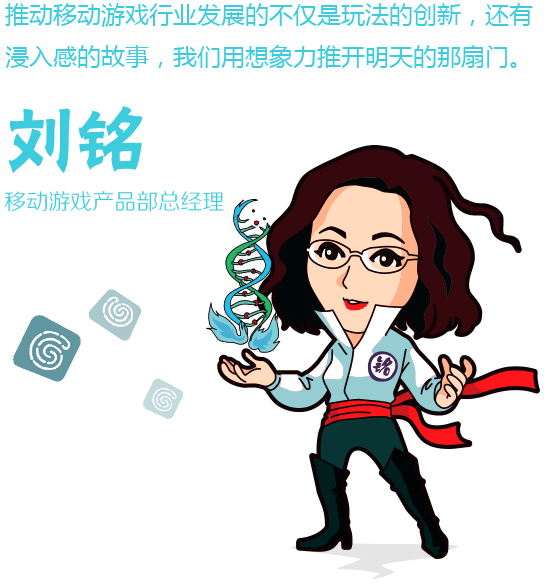 推动移动游戏行业发展的不仅是玩法的创新，还有
浸入感的故事，我们用想象力推开明天的那扇门。
刘铭
移动游戏产品部总经理
铭